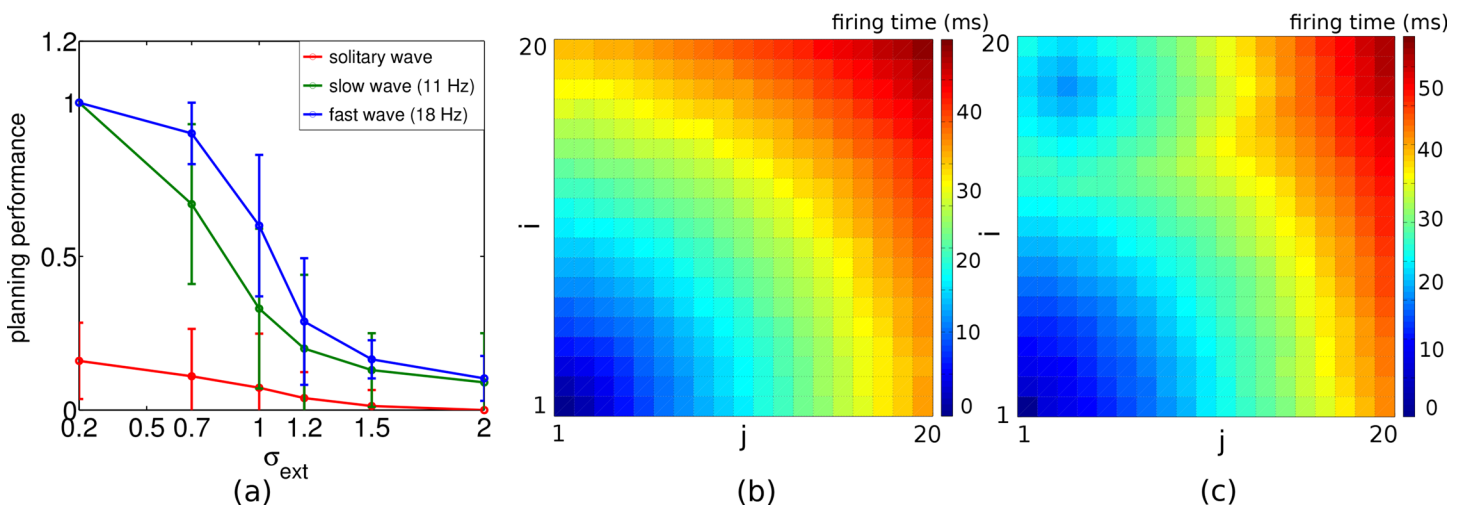 planning performance
1.2
1
0.5
0
solitary wave
slow wave (11 Hz)
fast wave (18 Hz)
0.2 0.5 0.7 1 1.2 1.5 2
σext
(a)
firing time (ms)
20
i
1
1 j 20
40
30
20
10
0
(b)
firing time (ms)
20
i
1
1 j 20
50
40
30
20
10
0
(c)